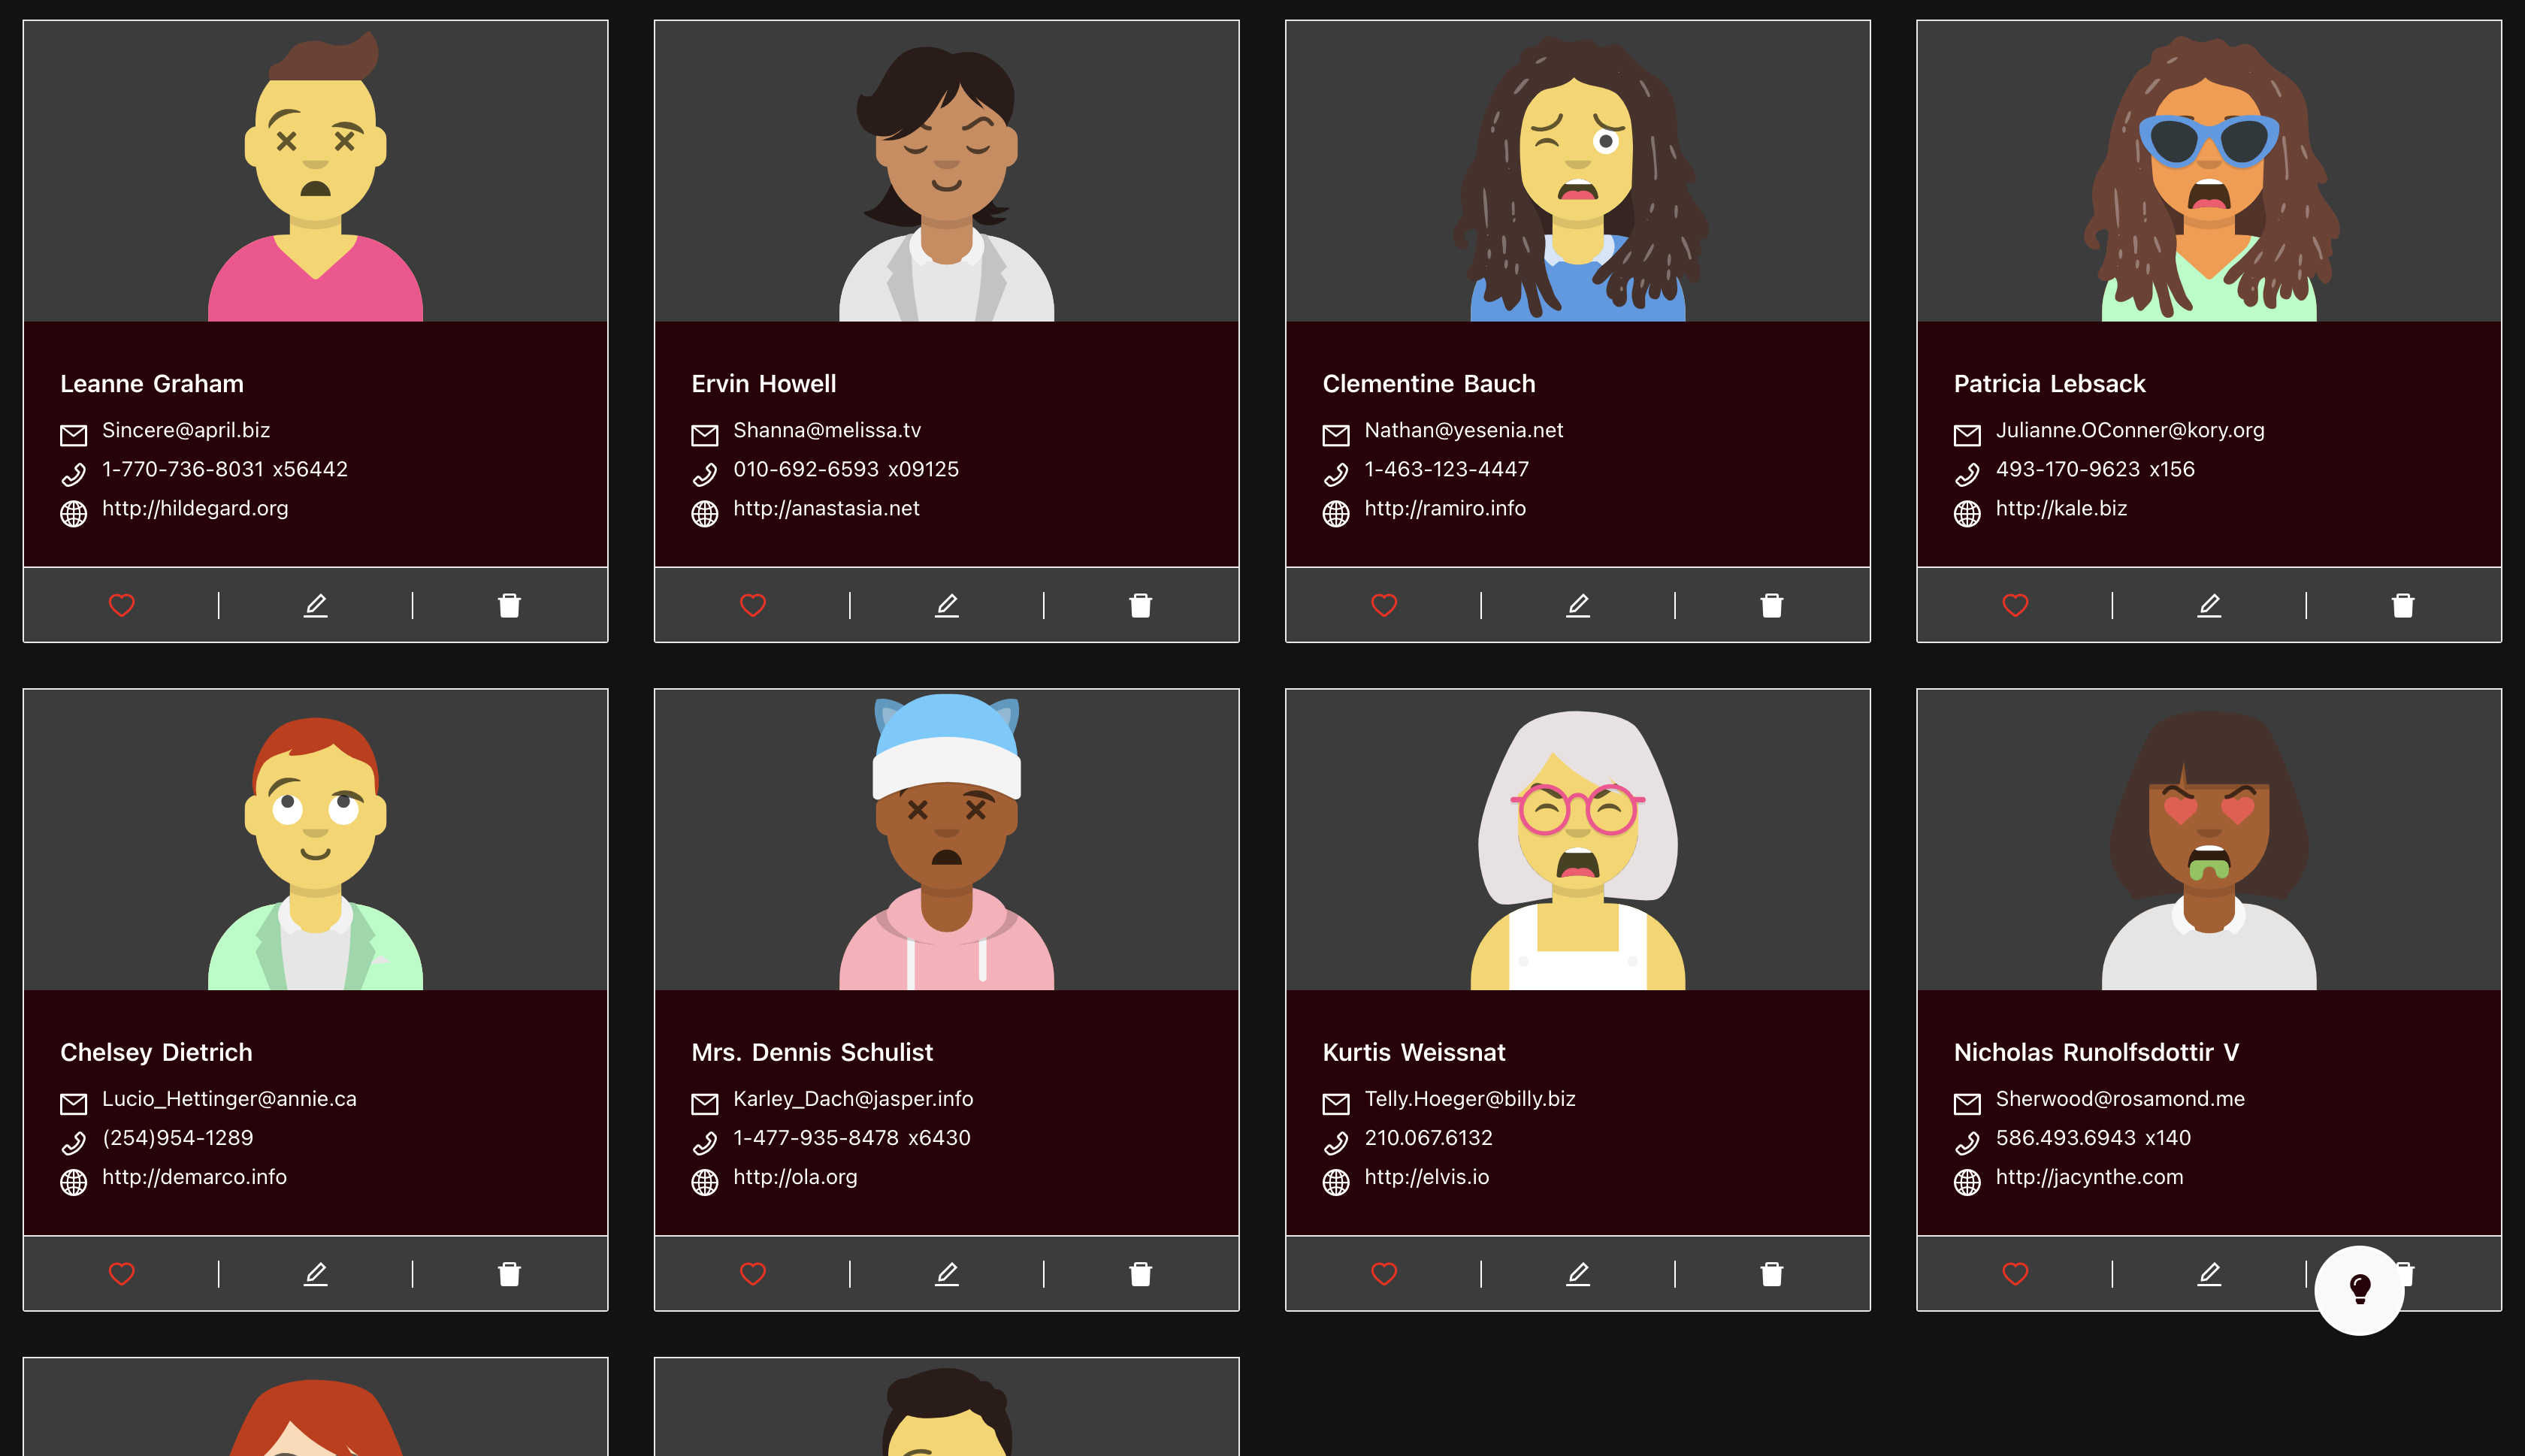 Leanne Graham
Sincere@april.biz
1-770-736-8031 x56442
http://hildegard.org
Ervin Howell
Shanna@melissa.tv
010-692-6593 x09125
http://anastasia.net
Clementine Bauch
Nathan@yesenia.net
1-463-123-4447
http://ramiro.info
Patricia Lebsack
Julianne.OConner@kory.org
493-170-9623 x156
http://kale.biz
Chelsey Dietrich
Lucio_Hettinger@annie.ca
(254)954-1289
http://demarco.info
Mrs. Dennis Schulist
Karley_Dach@jasper.info
1-477-935-8478 x6430
http://ola.org
Kurtis Weissnat
Telly.Hoeger@billy.biz
210.067.6132
http://elvis.io
Nicholas Runolfsdottir V
Sherwood@rosamond.me
586.493.6943 x140
http://jacynthe.com